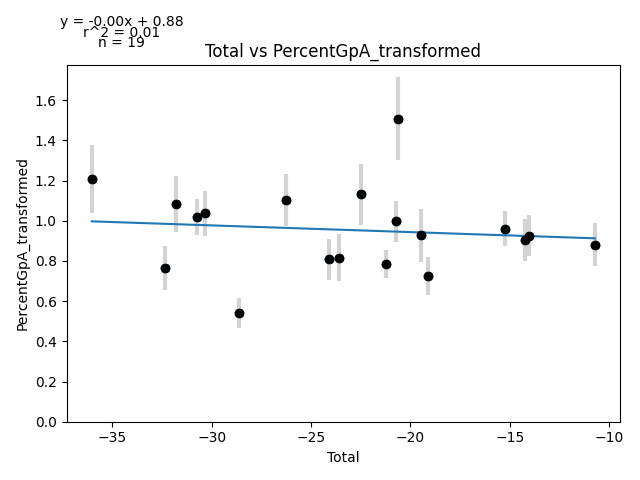 y = -0.00x + 0.88
r^2 = 0.01
n = 19
Total vs PercentGpA_transformed
PercentGpA_transformed
1.6
1.4
1.2
1.0
0.8
0.6
0.4
0.2
0.0
−35
−30
−25
−20
−15
−10
Total